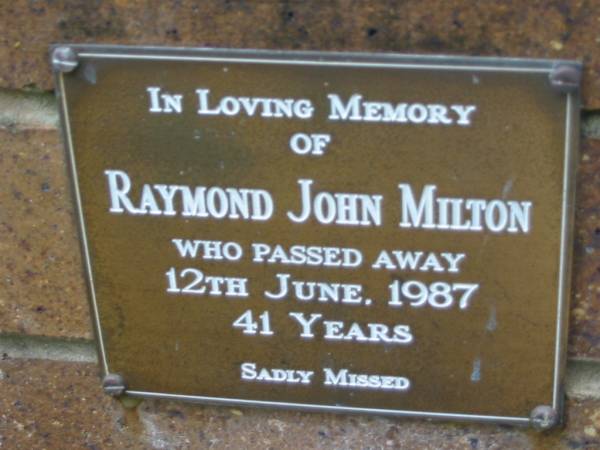 In Loving Memory
of
Raymond John Milton
who passed away
12th June, 1987
41 Years
Sadly Missed